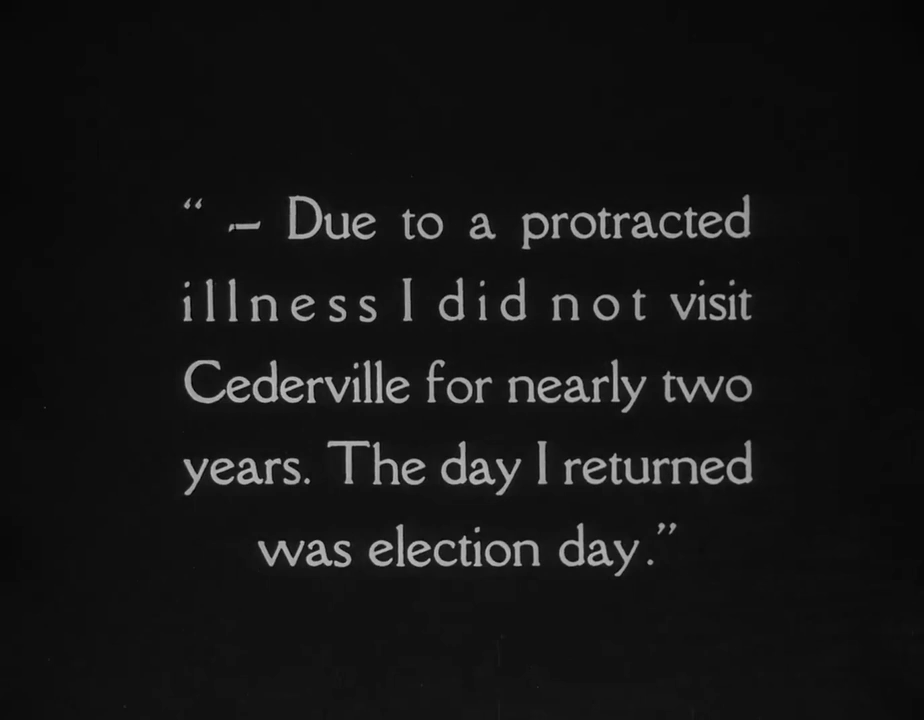 “ – Due to a protracted
illness I did not visit
Cederville for nearly two
years. The day I returned
was election day.”